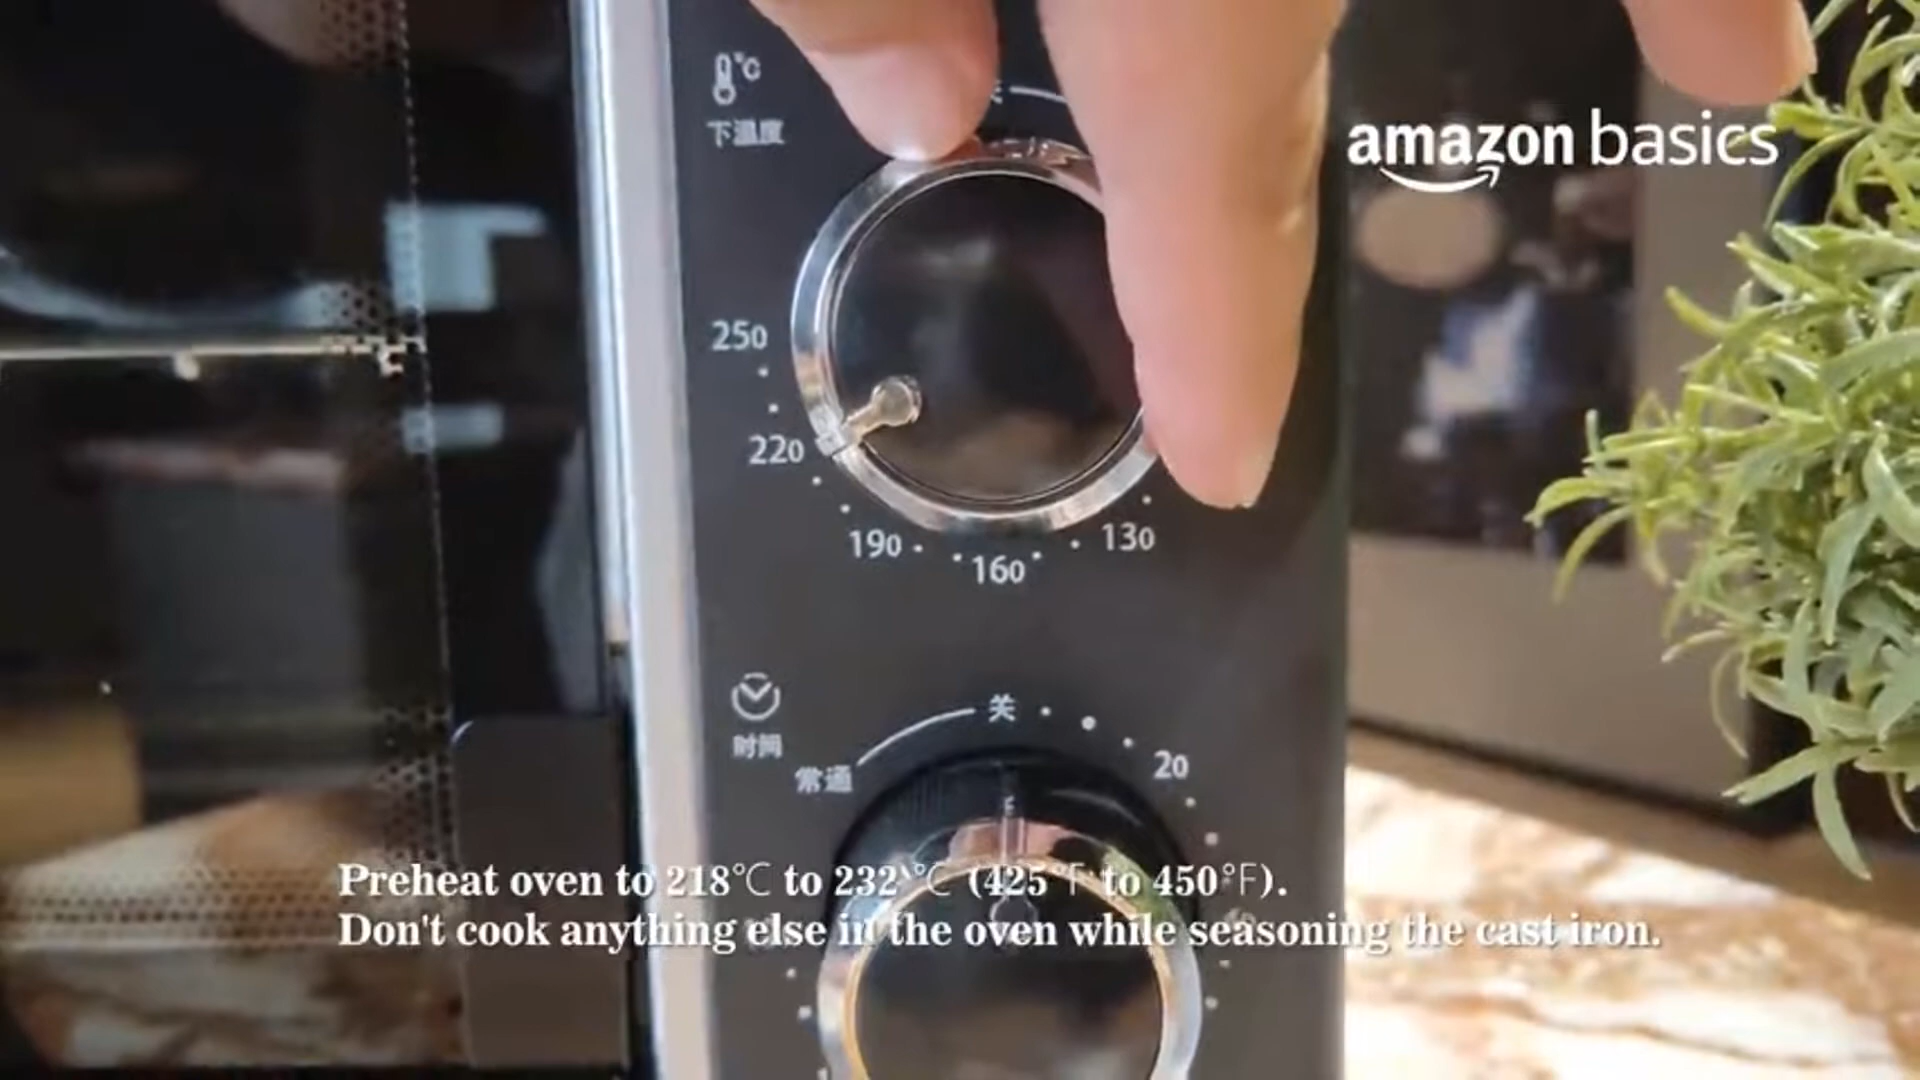 °C
下温度
amazon basics
250
220
190
160
130
关
时间
常通
20
Preheat oven to 218℃ to 232℃ (425℉ to 450℉).
Don't cook anything else in the oven while seasoning the cast iron.